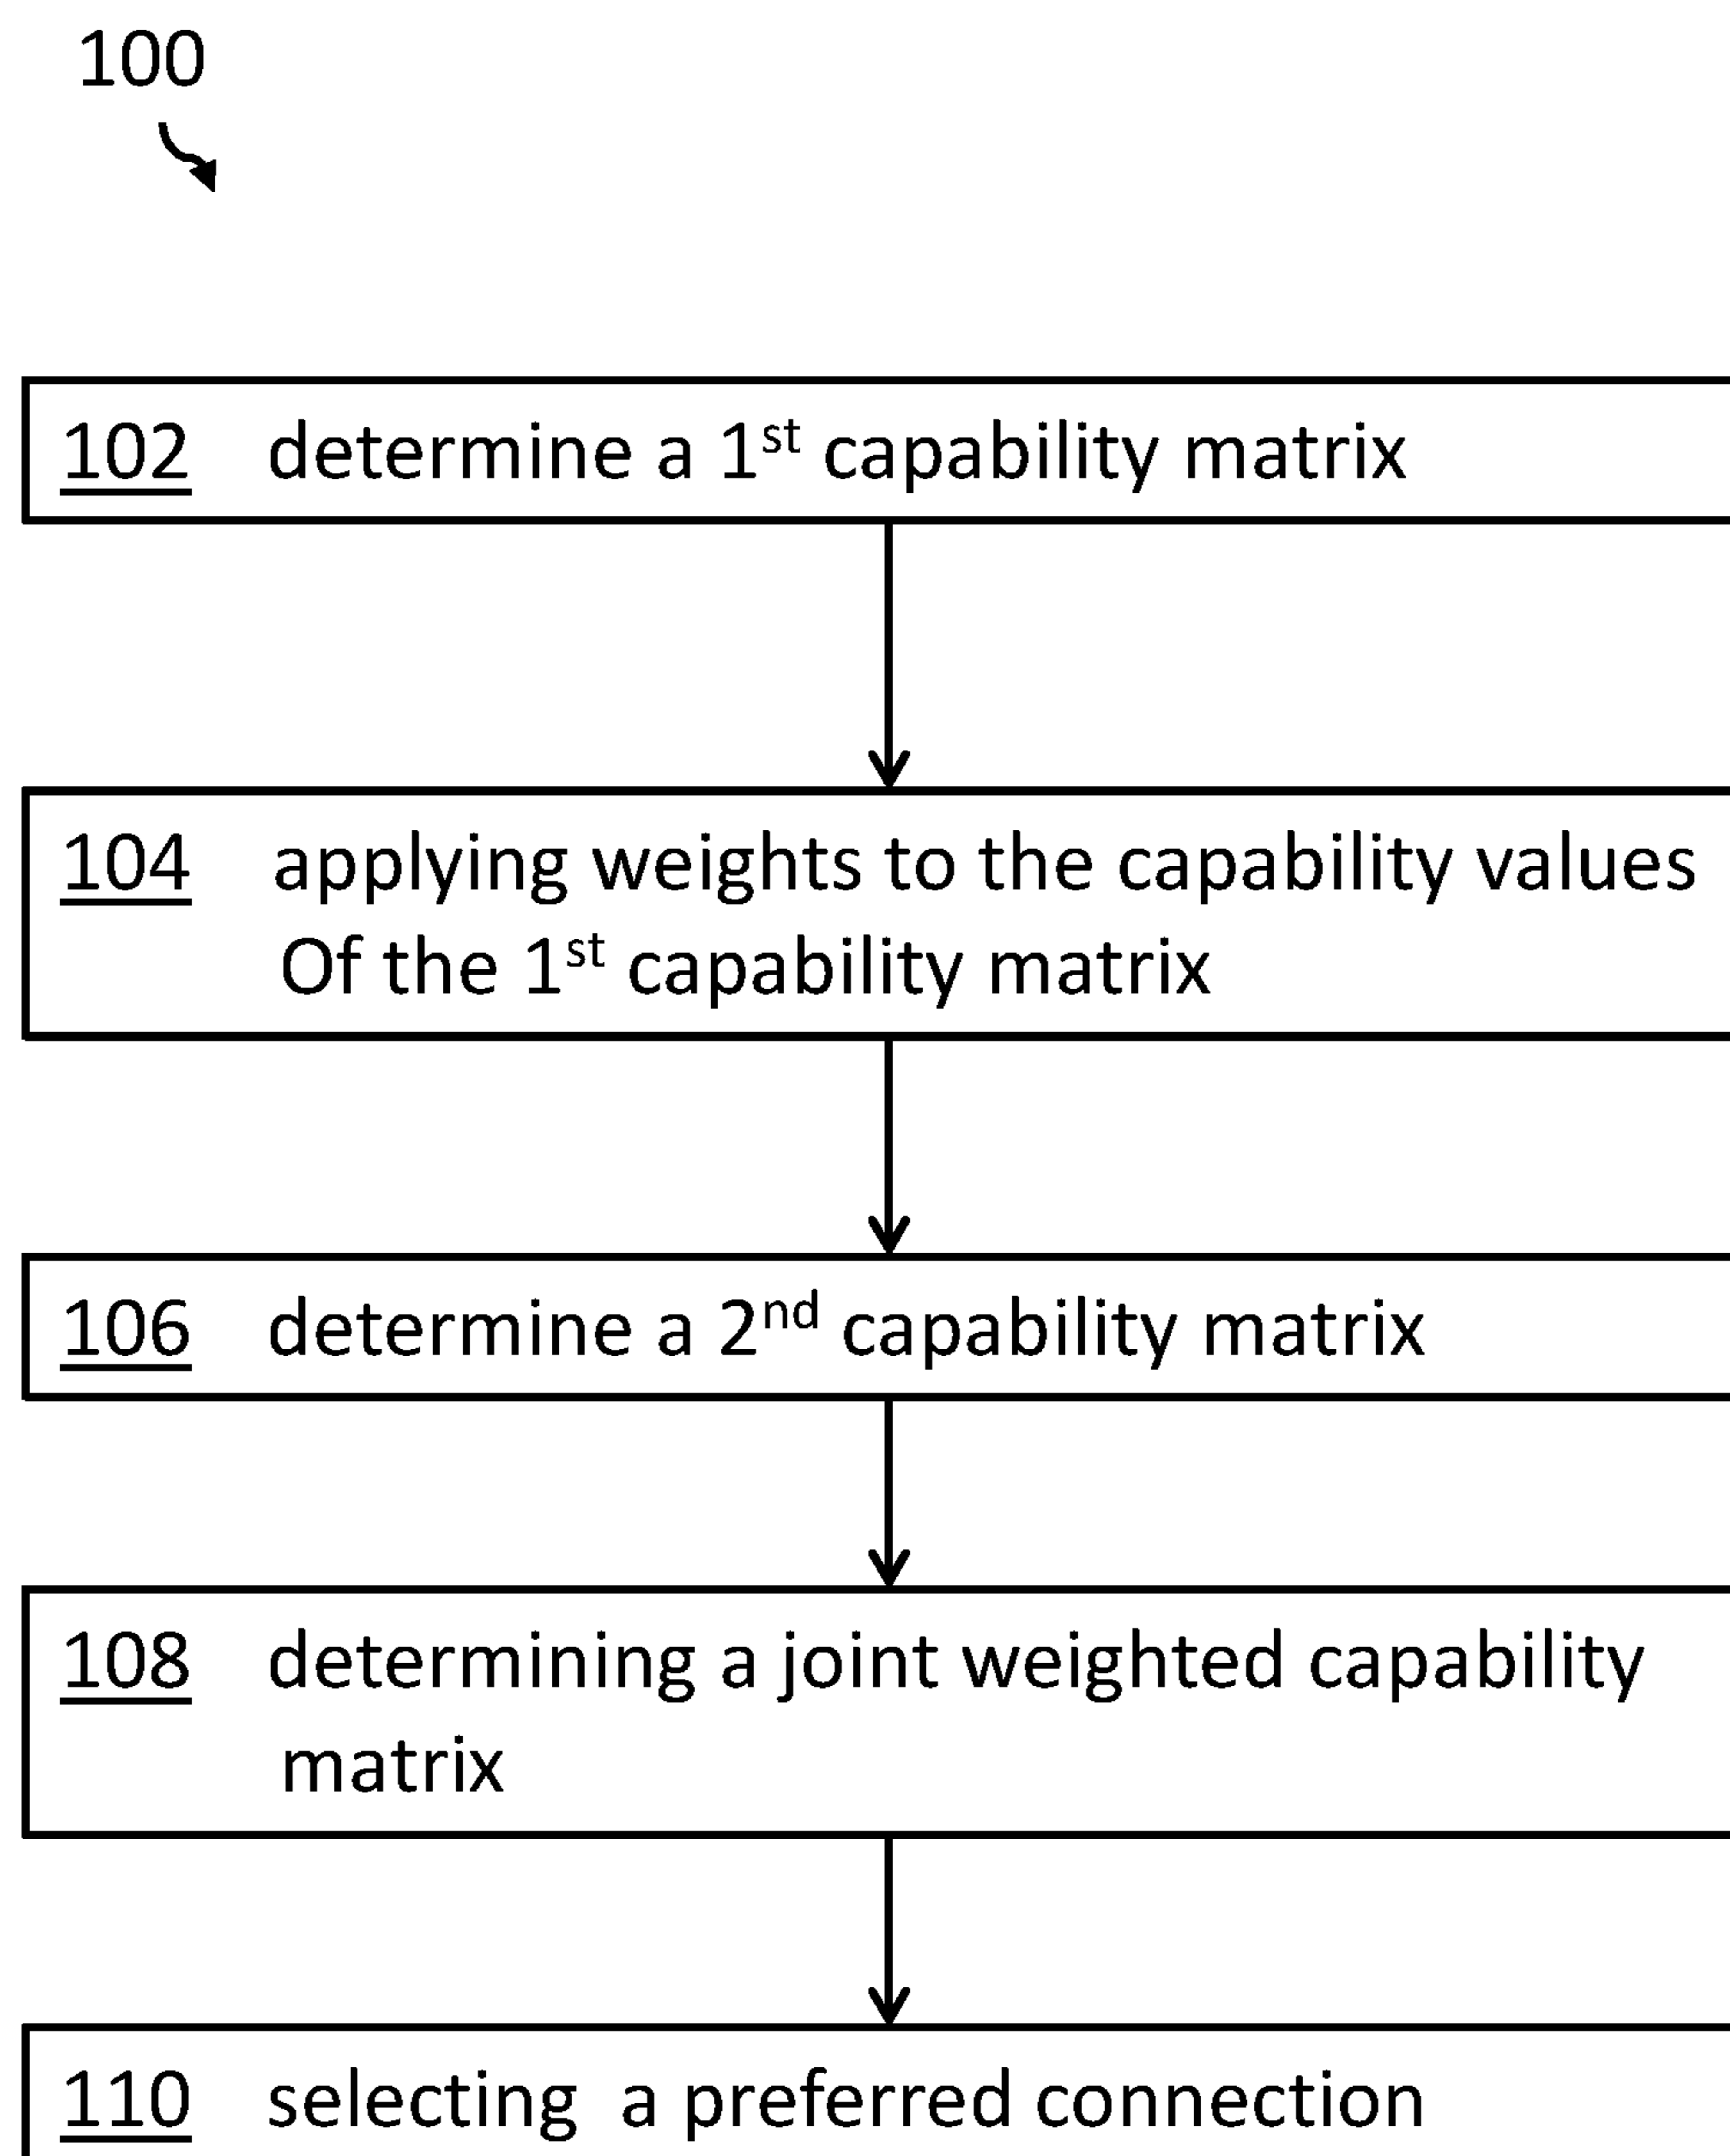 100
102 determine a 1st capability matrix
104 applying weights to the capability values
Of the 1st capability matrix
106 determine a 2nd capability matrix
108 determining a joint weighted capability
matrix
110 selecting a preferred connection